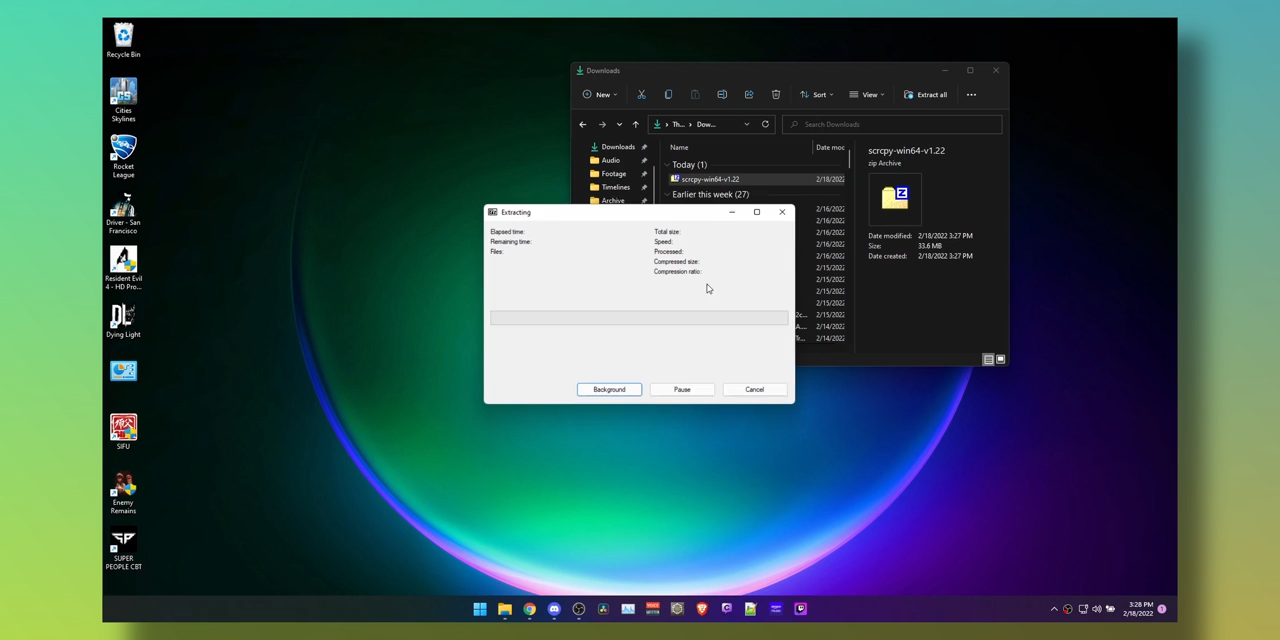 Recycle Bin
Cities
Skylines
Rocket
League
Driver - San
Francisco
Resident Evil
4 - HD Pro...
Dying Light
SIFU
Enemy
Remains
SUPER
PEOPLE CBT
Downloads
New
Sort
View
Extract all
Th...
Dow...
Search Downloads
Downloads
Audio
Footage
Timelines
Archive
Name
Date mod
Today (1)
scrcpy-win64-v1.22
2/18/2022
Earlier this week (27)
2/16/2022
2/16/2022
2/16/2022
2/16/2022
2/16/2022
2/15/2022
2/15/2022
2/15/2022
2/15/2022
2c... 2/15/2022
A.... 2/14/2022
Tr... 2/14/2022
scrcpy-win64-v1.22
zip Archive
Date modified: 2/18/2022 3:27 PM
Size: 33.6 MB
Date created: 2/18/2022 3:27 PM
Extracting
Elapsed time:
Remaining time:
Files:
Total size:
Speed:
Processed:
Compressed size:
Compression ratio:
Background
Pause
Cancel
3:28 PM
2/18/2022
1